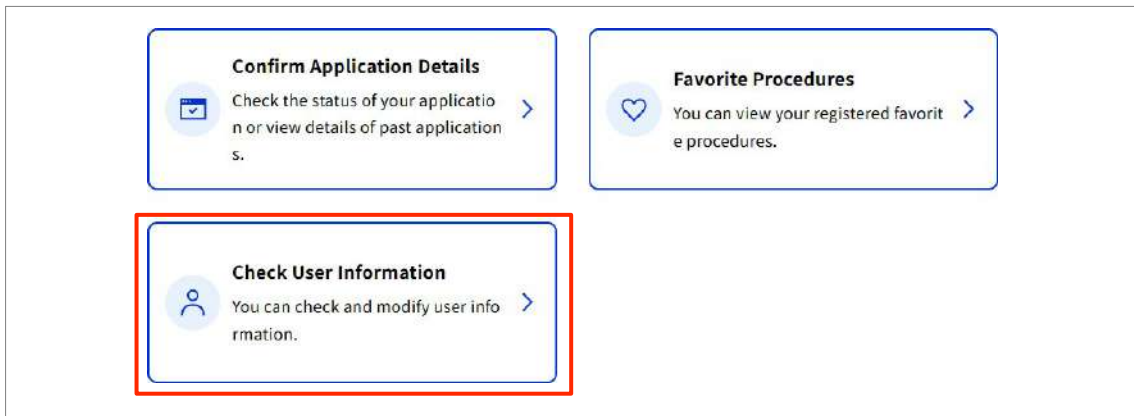 Confirm Application Details
Check the status of your applicatio
n or view details of past application
s.
Favorite Procedures
You can view your registered favorit
e procedures.
Check User Information
You can check and modify user info
rmation.